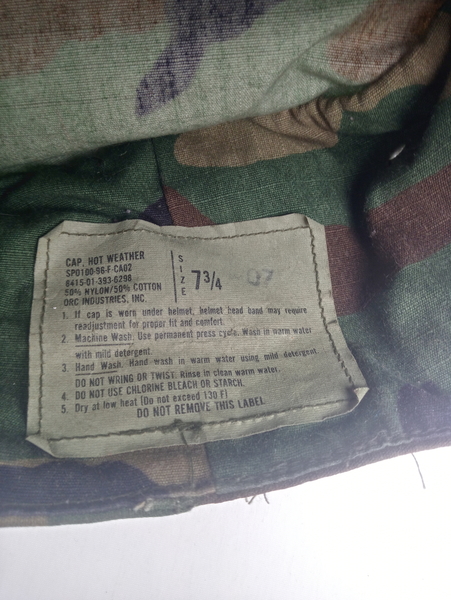 CAP, HOT WEATHER
SPO100-96-F-CA02
8415-01-393-6298
50% NYLON/50% COTTON
ORC INDUSTRIES, INC.
SIZE 7 3/4
07
1. If cap is worn under helmet, helmet head band may require
readjustment for proper fit and comfort.
2. Machine Wash. Use permanent press cycle. Wash in warm water
with mild detergent.
3. Hand Wash. Hand wash in warm water using mild detergent.
DO NOT WRING OR TWIST. Rinse in clean warm water.
4. DO NOT USE CHLORINE BLEACH OR STARCH.
5. Dry at low heat (Do not exceed 130 F)
DO NOT REMOVE THIS LABEL